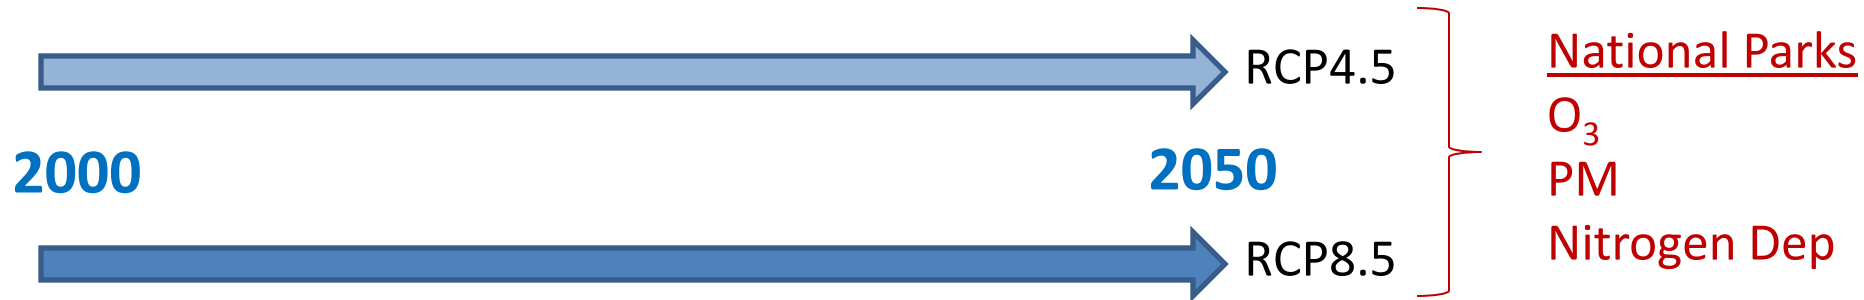 RCP4.5
2000
2050
RCP8.5
National Parks
O₃
PM
Nitrogen Dep